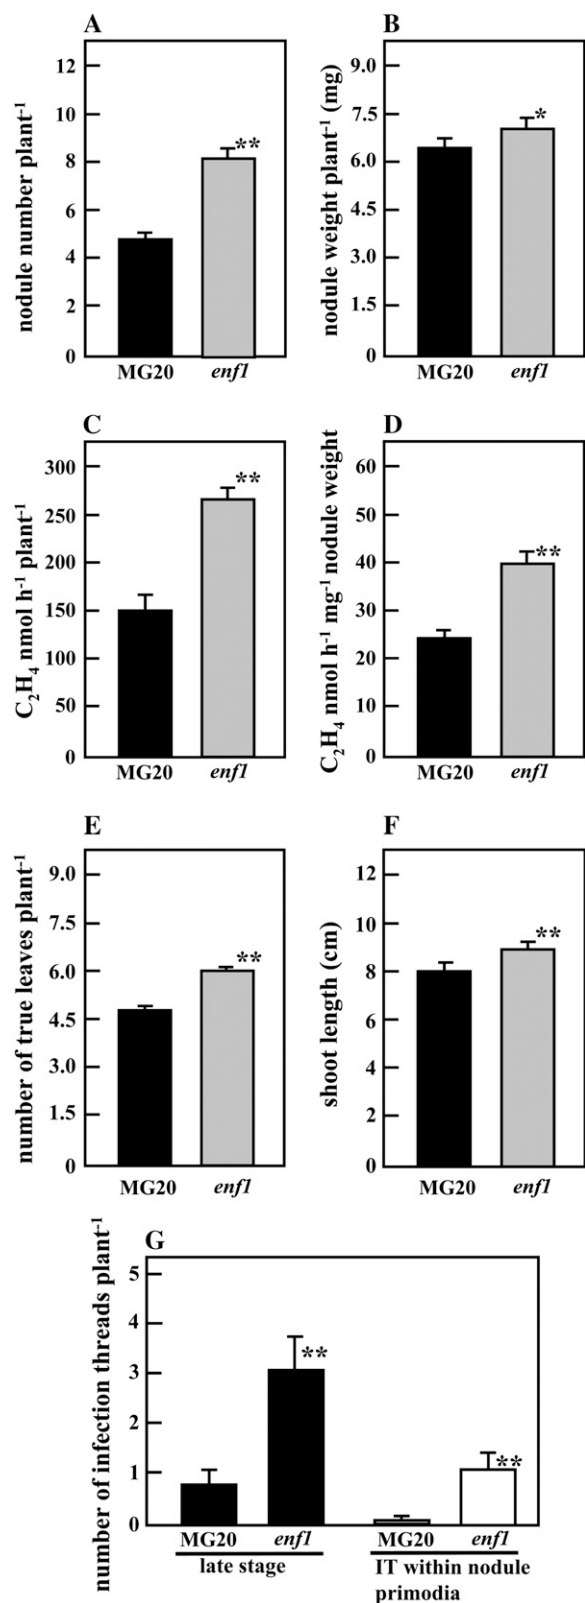 A
nodule number plant⁻¹
12
10
8
6
4
2
0
**
MG20 enf1
B
nodule weight plant⁻¹ (mg)
9.0
7.5
6.0
4.5
3.0
1.5
0
*
MG20 enf1
C
C₂H₄ nmol h⁻¹ plant⁻¹
300
250
200
150
100
50
0
**
MG20 enf1
D
C₂H₄ nmol h⁻¹ mg⁻¹ nodule weight
60
50
40
30
20
10
0
**
MG20 enf1
E
number of true leaves plant⁻¹
9.0
7.5
6.0
4.5
3.0
1.5
0
**
MG20 enf1
F
shoot length (cm)
12
10
8
6
4
2
0
**
MG20 enf1
G
number of infection threads plant⁻¹
5
4
3
2
1
0
**
**
MG20 enf1 MG20 enf1
late stage
IT within nodule
primodia